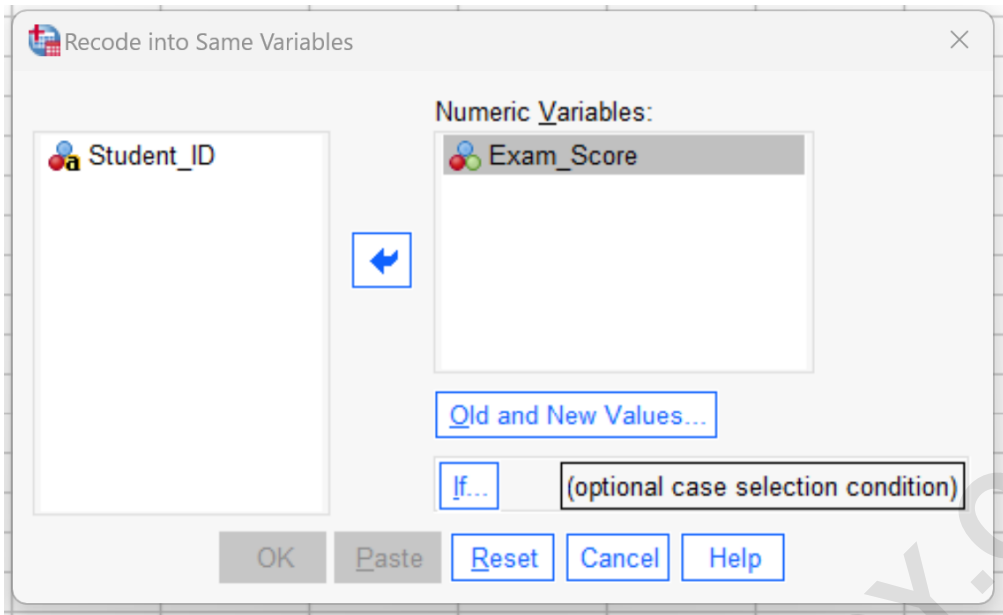 Recode into Same Variables
Numeric Variables:
Student_ID
Exam_Score
Old and New Values...
If...
(optional case selection condition)
OK
Paste
Reset
Cancel
Help